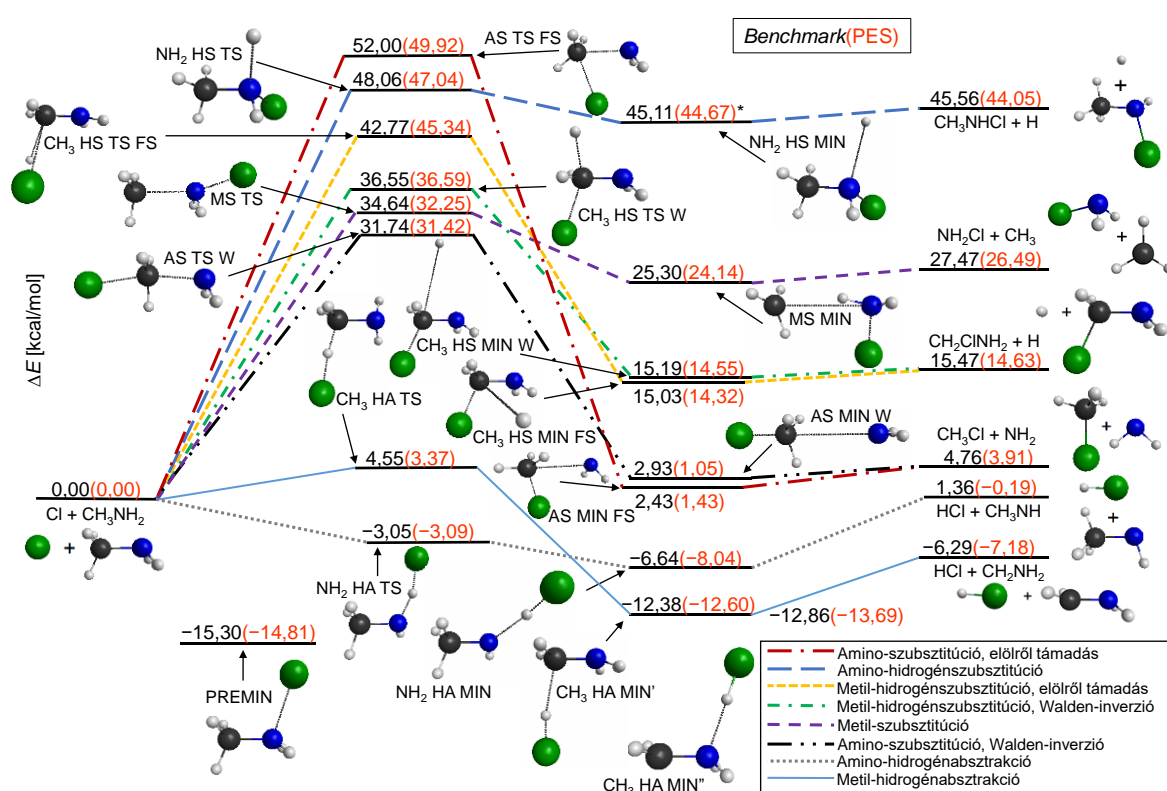 Benchmark(PES)
NH₂ HS TS
52,00(49,92)
AS TS FS
48,06(47,04)
45,11(44,67)*
45,56(44,05)
CH₃NHCl + H
+
CH₃ HS TS FS
42,77(45,34)
NH₂ HS MIN
MS TS
36,55(36,59)
CH₃ HS TS W
34,64(32,25)
31,74(31,42)
AS TS W
25,30(24,14)
NH₂Cl + CH₃
27,47(26,49)
+
MS MIN
ΔE [kcal/mol]
CH₃ HS MIN W
CH₂ClNH₂ + H
+
15,19(14,55)
15,47(14,63)
15,03(14,32)
CH₃ HA TS
CH₃ HS MIN FS
AS MIN W
4,55(3,37)
2,93(1,05)
CH₃Cl + NH₂
4,76(3,91)
+
2,43(1,43)
AS MIN FS
0,00(0,00)
Cl + CH₃NH₂
+
1,36(−0,19)
HCl + CH₃NH
+
−3,05(−3,09)
NH₂ HA TS
−6,64(−8,04)
−6,29(−7,18)
HCl + CH₂NH₂
+
−12,38(−12,60)
−12,86(−13,69)
−15,30(−14,81)
PREMIN
NH₂ HA MIN
CH₃ HA MIN'
CH₃ HA MIN"
Amino-szubsztitúció, elölről támadás
Amino-hidrogénszubsztitúció
Metil-hidrogénszubsztitúció, elölről támadás
Metil-hidrogénszubsztitúció, Walden-inverzió
Metil-szubsztitúció
Amino-szubsztitúció, Walden-inverzió
Amino-hidrogénabsztrakció
Metil-hidrogénabsztrakció